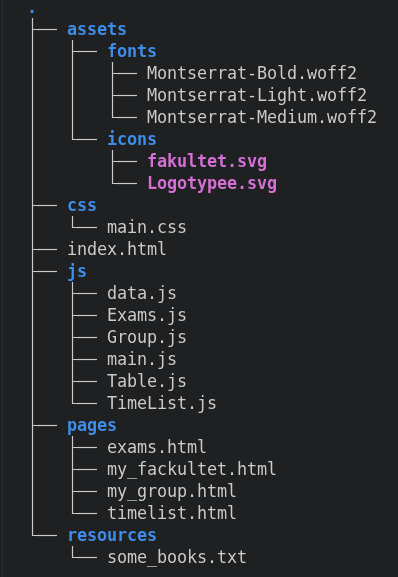 .
├── assets
│   ├── fonts
│   │   ├── Montserrat-Bold.woff2
│   │   ├── Montserrat-Light.woff2
│   │   └── Montserrat-Medium.woff2
│   └── icons
│       ├── fakultet.svg
│       └── Logotypee.svg
├── css
│   └── main.css
├── index.html
├── js
│   ├── data.js
│   ├── Exams.js
│   ├── Group.js
│   ├── main.js
│   ├── Table.js
│   └── TimeList.js
├── pages
│   ├── exams.html
│   ├── my_fackultet.html
│   ├── my_group.html
│   └── timelist.html
└── resources
    └── some_books.txt